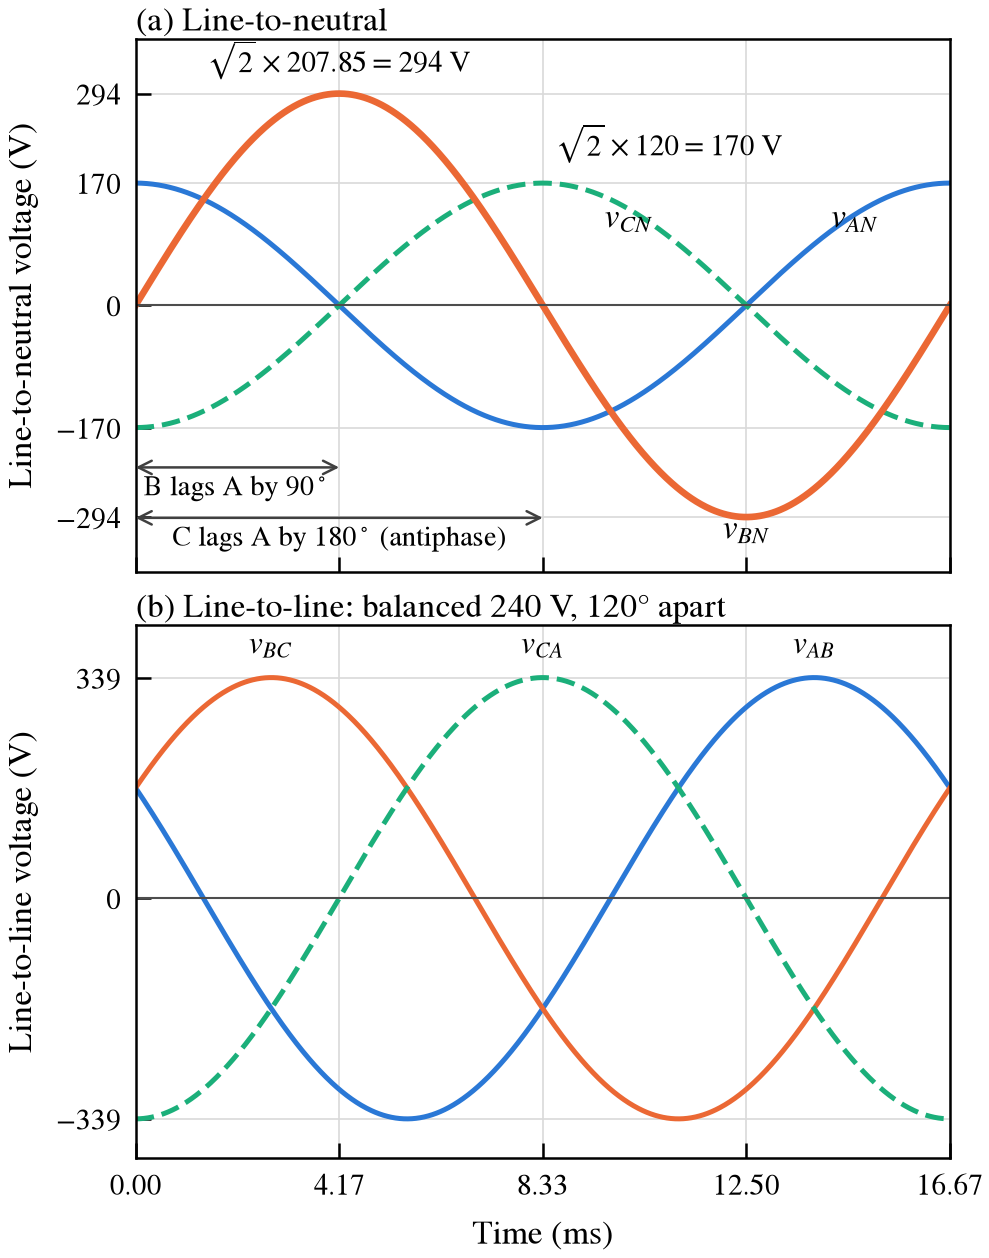 (a) Line-to-neutral
√2 × 207.85 = 294 V
294
√2 × 120 = 170 V
170
v_CN
v_AN
0
Line-to-neutral voltage (V)
−170
B lags A by 90°
−294
C lags A by 180° (antiphase)
v_BN
(b) Line-to-line: balanced 240 V, 120° apart
v_BC
v_CA
v_AB
339
0
Line-to-line voltage (V)
−339
0.00
4.17
8.33
12.50
16.67
Time (ms)